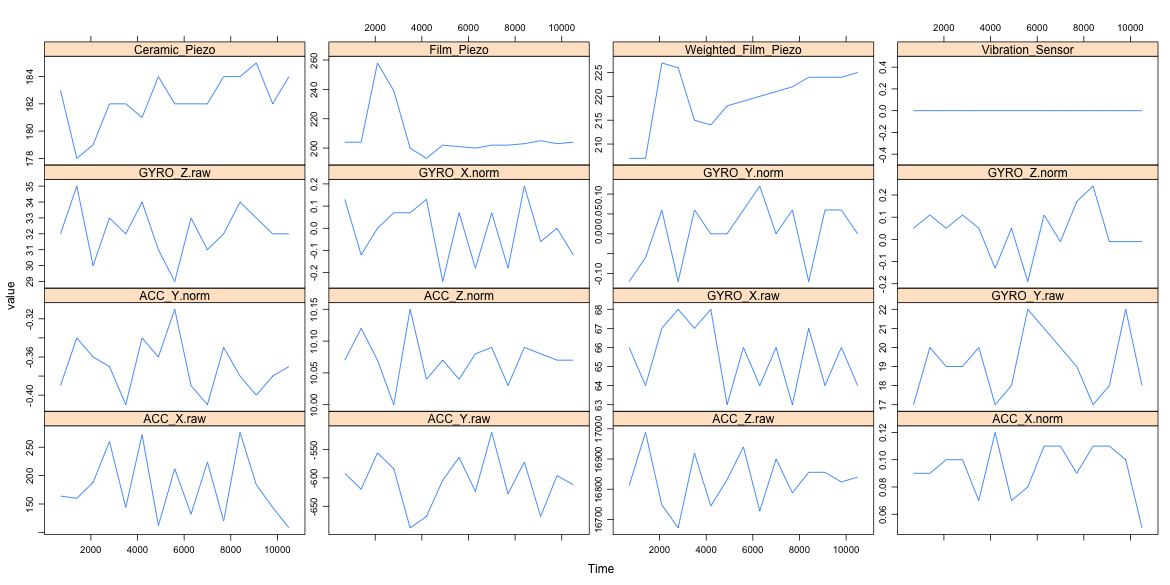 2000 4000 6000 8000 10000 2000 4000 6000 8000 10000
Ceramic_Piezo Film_Piezo Weighted_Film_Piezo Vibration_Sensor
178 180 182 184
200 220 240 260
210 215 220 225
-0.4 -0.2 0.0 0.2 0.4
GYRO_Z.raw GYRO_X.norm GYRO_Y.norm GYRO_Z.norm
29 30 31 32 33 34 35
-0.2 -0.1 0.0 0.1 0.2
-0.10 0.00 0.05 0.10
-0.2 -0.1 0.0 0.1 0.2
ACC_Y.norm ACC_Z.norm GYRO_X.raw GYRO_Y.raw
-0.40 -0.36 -0.32
10.00 10.05 10.10 10.15
63 64 65 66 67 68
17 18 19 20 21 22
ACC_X.raw ACC_Y.raw ACC_Z.raw ACC_X.norm
150 200 250
-650 -600 -550
16700 16800 16900 17000
0.06 0.08 0.10 0.12
2000 4000 6000 8000 10000 2000 4000 6000 8000 10000
value
Time